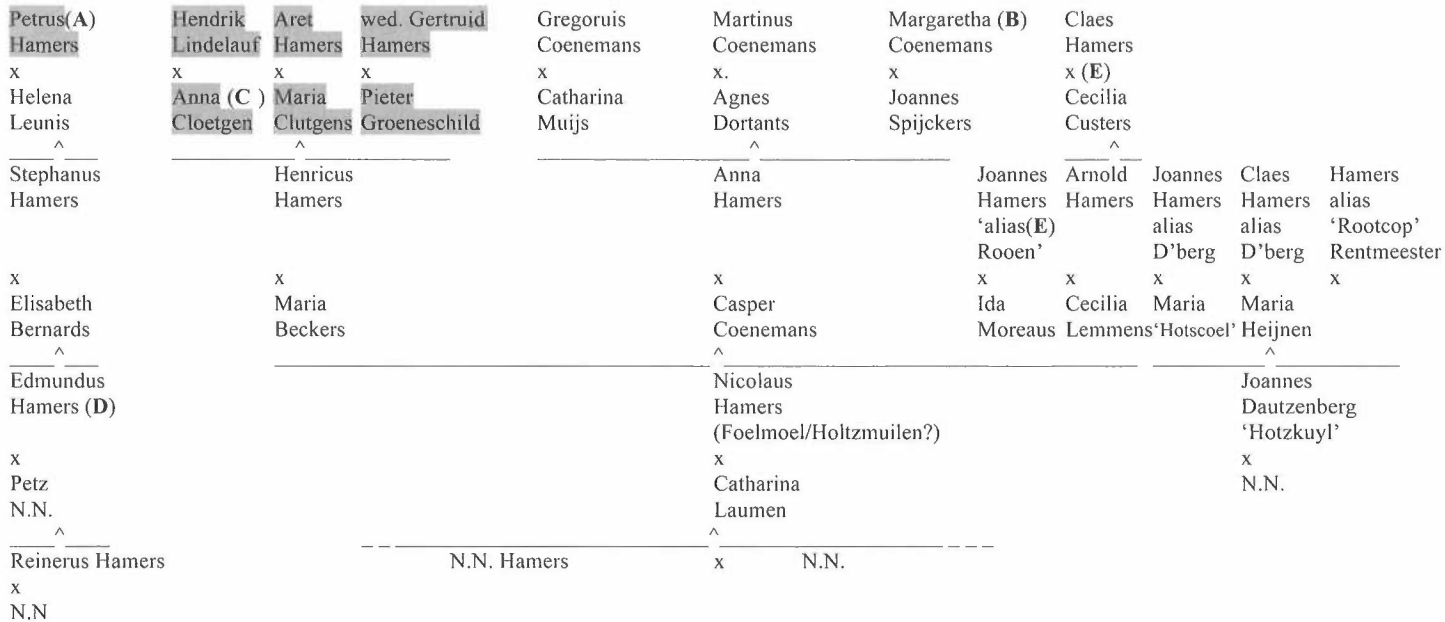 Petrus(A) Hendrik Aret wed. Gertruid Gregoruis Martinus Margaretha (B) Claes
Hamers Lindelauf Hamers Hamers Coenemans Coenemans Coenemans Hamers
x x x x x x. x x (E)
Helena Anna (C ) Maria Pieter Catharina Agnes Joannes Cecilia
Leunis Cloetgen Clutgens Groeneschild Muijs Dortants Spijckers Custers
^ ^ ^ ^
Stephanus Henricus Anna Joannes Arnold Joannes Claes Hamers
Hamers Hamers Hamers Hamers Hamers Hamers Hamers alias
'alias(E) alias alias 'Rootcop'
Rooen' D'berg D'berg Rentmeester
x x x x x x x x
Elisabeth Maria Casper Ida Cecilia Maria Maria
Bernards Beckers Coenemans Moreaus Lemmens 'Hotscoel' Heijnen
^ ^ ^
Edmundus Nicolaus Joannes
Hamers (D) Hamers Dautzenberg
(Foelmoel/Holtzmuilen?) 'Hotzkuyl'
x x x
Petz Catharina N.N.
N.N. Laumen
^ ^
Reinerus Hamers N.N. Hamers x N.N.
x
N,N